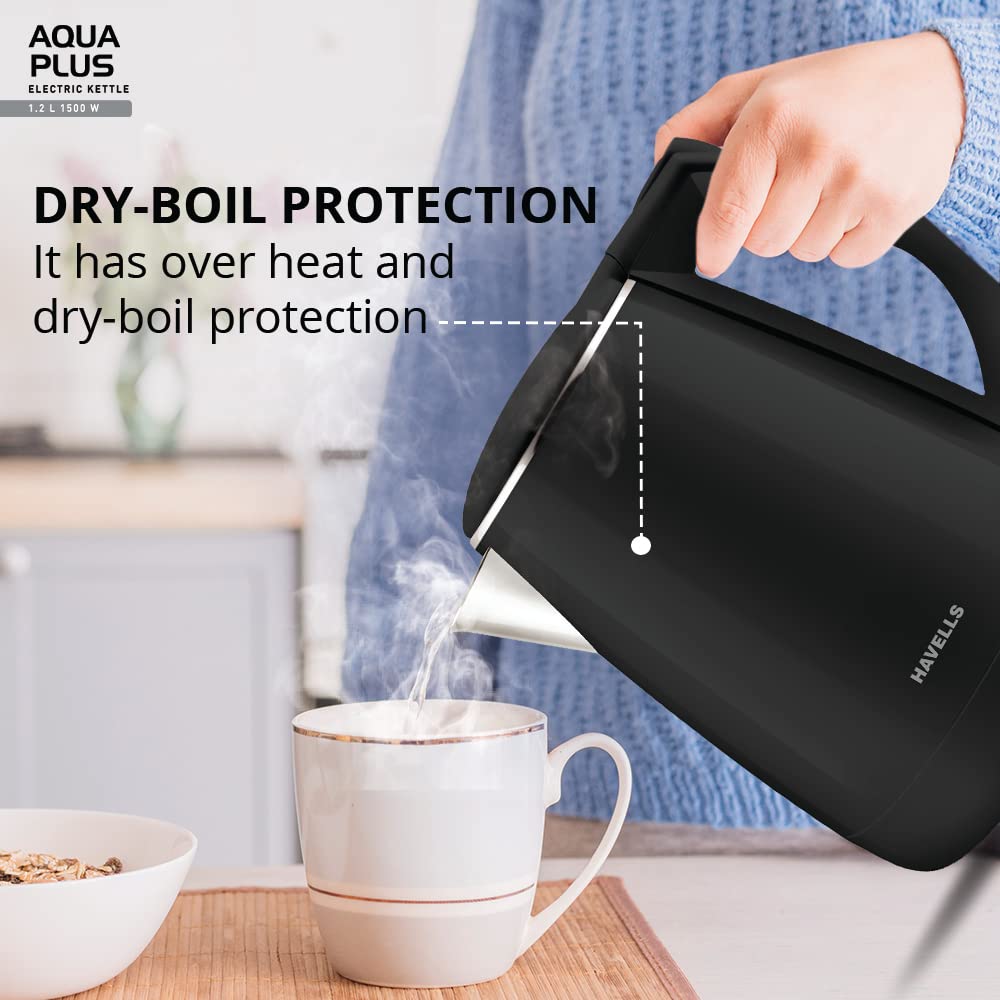 AQUA
PLUS
ELECTRIC KETTLE
1.2 L 1500 W
DRY-BOIL PROTECTION
It has over heat and
dry-boil protection
HAVELLS